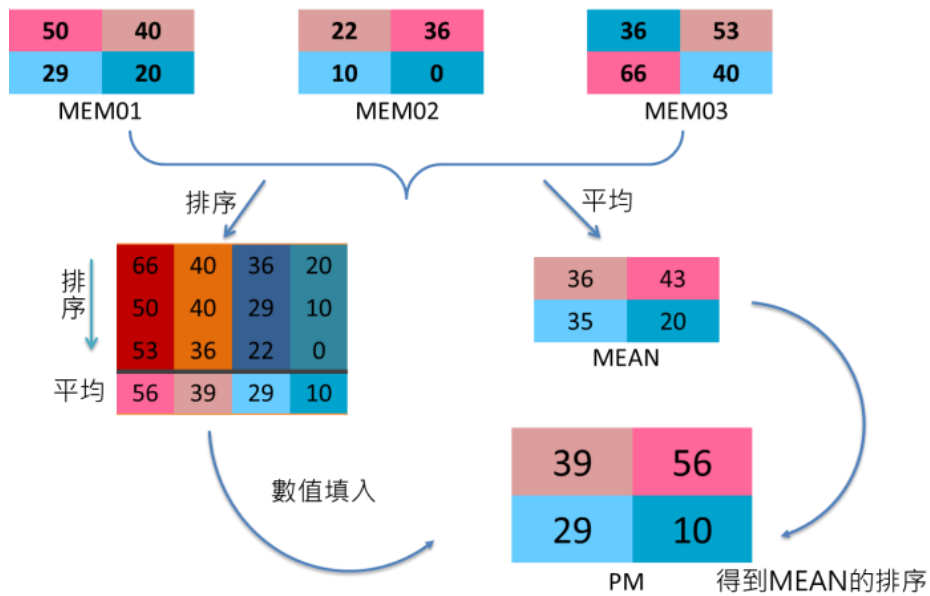 50 40
29 20
MEM01
22 36
10 0
MEM02
36 53
66 40
MEM03
排序
平均
排序
66 40 36 20
50 40 29 10
53 36 22 0
平均
56 39 29 10
36 43
35 20
MEAN
數值填入
39 56
29 10
PM
得到MEAN的排序